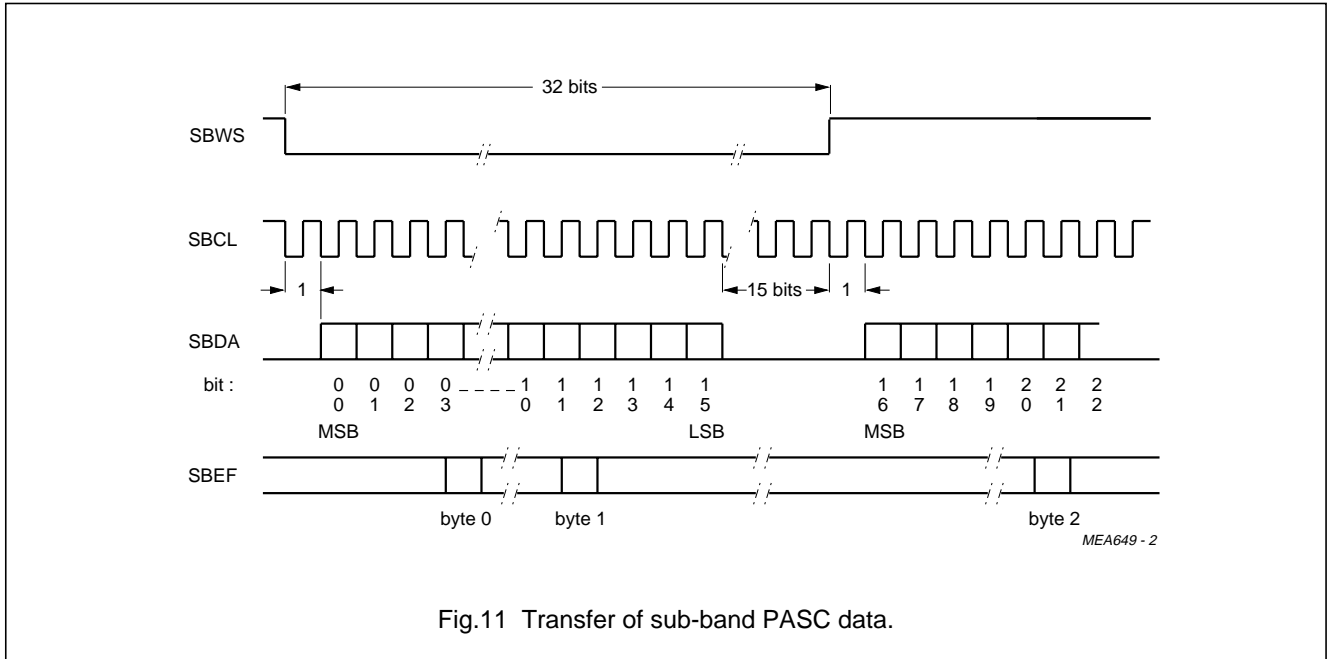 32 bits
SBWS
SBCL
1
15 bits
1
SBDA
bit :
0 0 0 0 _ _ _ _ 1 1 1 1 1 1 1 1 1 1 2 2 2
0 1 2 3 0 1 2 3 4 5 6 7 8 9 0 1 2
MSB LSB MSB
SBEF
byte 0 byte 1 byte 2
MEA649 - 2
Fig.11 Transfer of sub-band PASC data.